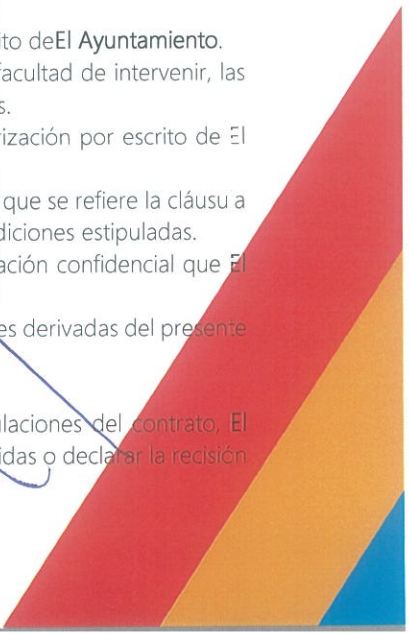 ito deEl Ayuntamiento.
facultad de intervenir, las
s.
ización por escrito de El
que se refiere la cláusu a
diciones estipuladas.
ación confidencial que El
es derivadas del presente
ulaciones del contrato, El
idas o declarar la recisión